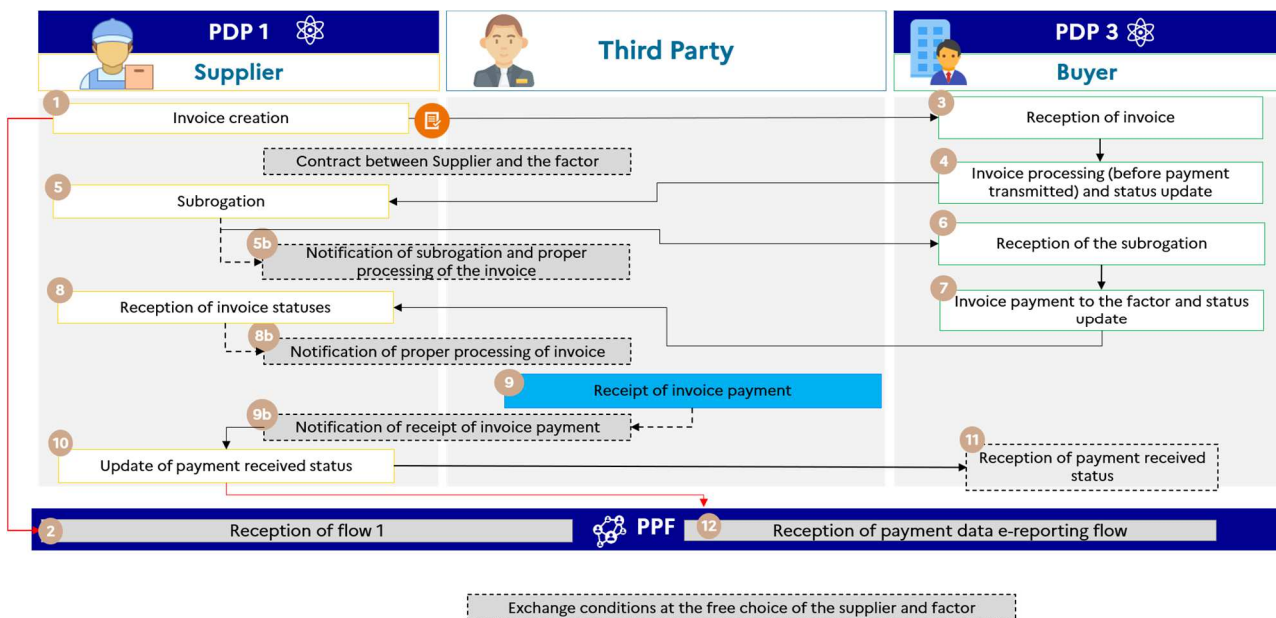 PDP 1
Supplier
Third Party
PDP 3
Buyer
1
Invoice creation
3
Reception of invoice
Contract between Supplier and the factor
4
Invoice processing (before payment
transmitted) and status update
5
Subrogation
6
Reception of the subrogation
5b
Notification of subrogation and proper
processing of the invoice
7
Invoice payment to the factor and status
update
8
Reception of invoice statuses
8b
Notification of proper processing of invoice
9
Receipt of invoice payment
9b
Notification of receipt of invoice payment
10
Update of payment received status
11
Reception of payment received
status
2
Reception of flow 1
PPF
12
Reception of payment data e-reporting flow
Exchange conditions at the free choice of the supplier and factor